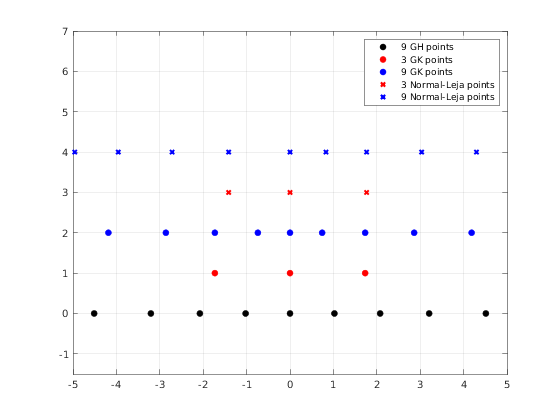 7
9 GH points
3 GK points
9 GK points
3 Normal-Leja points
9 Normal-Leja points
6
5
4
3
2
1
0
-1
-5 -4 -3 -2 -1 0 1 2 3 4 5